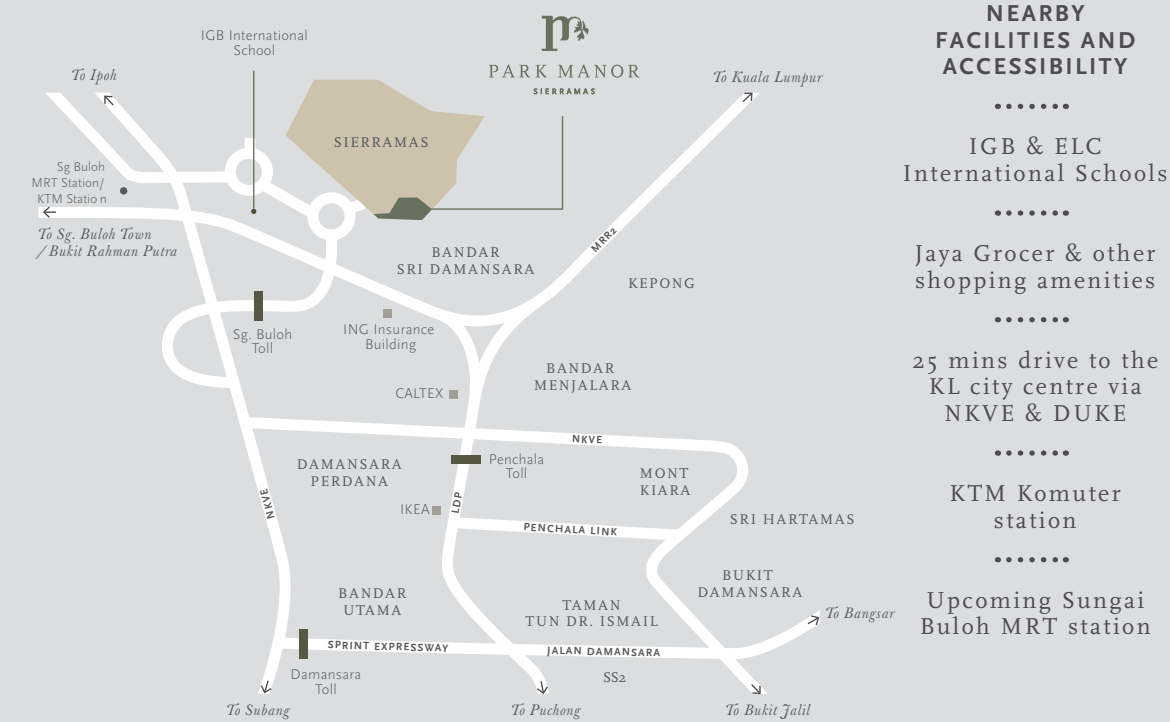 IGB International
School
m
PARK MANOR
SIERRAMAS
To Ipoh
To Kuala Lumpur
SIERRAMAS
Sg Buloh
MRT Station/
KTM Station
To Sg. Buloh Town
/Bukit Rahman Putra
MRR2
BANDAR
SRI DAMANSARA
KEPONG
Sg. Buloh
Toll
ING Insurance
Building
BANDAR
MENJALARA
CALTEX
NKVE
DAMANSARA
PERDANA
Penchala
Toll
MONT
KIARA
NKVE
LDP
IKEA
PENCHALA LINK
SRI HARTAMAS
BANDAR
UTAMA
BUKIT
DAMANSARA
TAMAN
TUN DR. ISMAIL
To Bangsar
SPRINT EXPRESSWAY
JALAN DAMANSARA
Damansara
Toll
SS2
To Subang
To Puchong
To Bukit Jalil
NEARBY
FACILITIES AND
ACCESSIBILITY
IGB & ELC
International Schools
Jaya Grocer & other
shopping amenities
25 mins drive to the
KL city centre via
NKVE & DUKE
KTM Komuter
station
Upcoming Sungai
Buloh MRT station